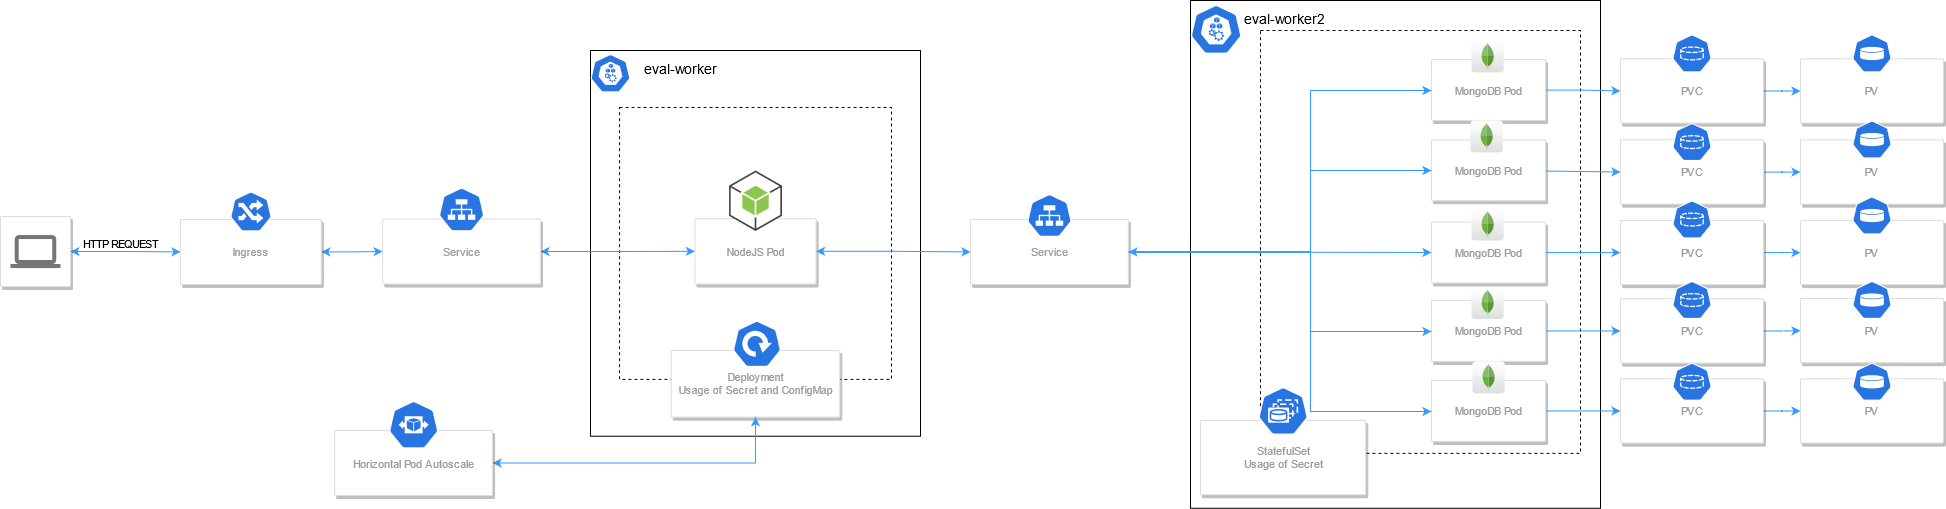 HTTP REQUEST
Ingress
Service
eval-worker
NodeJS Pod
Deployment
Usage of Secret and ConfigMap
Horizontal Pod Autoscale
Service
eval-worker2
MongoDB Pod
PVC
PV
MongoDB Pod
PVC
PV
MongoDB Pod
PVC
PV
MongoDB Pod
PVC
PV
MongoDB Pod
PVC
PV
StatefulSet
Usage of Secret